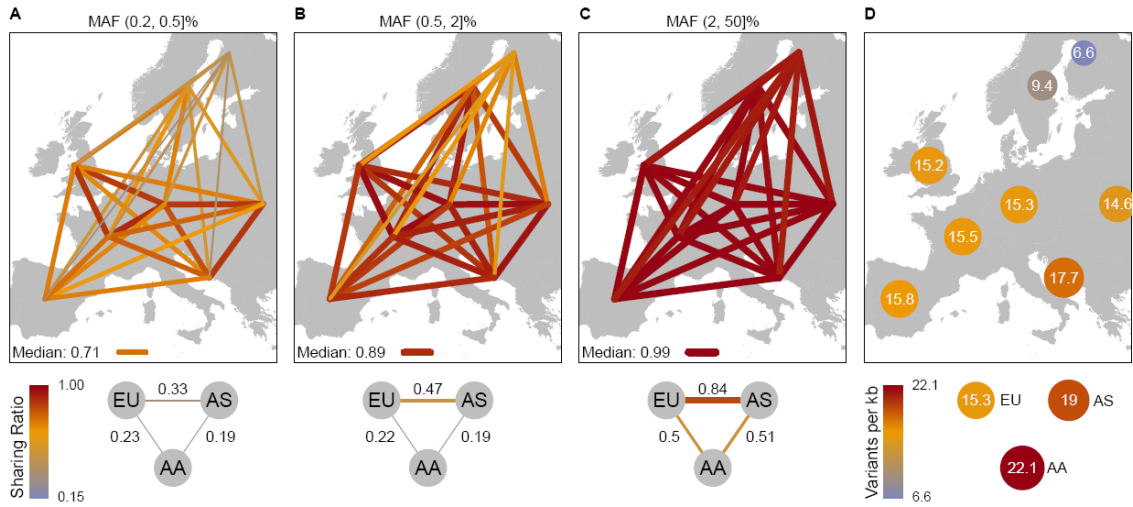 A
MAF (0.2, 0.5]%
Median: 0.71
Sharing Ratio
1.00
0.15
EU
0.33
AS
0.23
0.19
AA
B
MAF (0.5, 2]%
Median: 0.89
EU
0.47
AS
0.22
0.19
AA
C
MAF (2, 50]%
Median: 0.99
EU
0.84
AS
0.5
0.51
AA
D
6.6
9.4
15.2
15.3
14.6
15.5
17.7
15.8
Variants per kb
22.1
6.6
15.3 EU
19 AS
22.1 AA